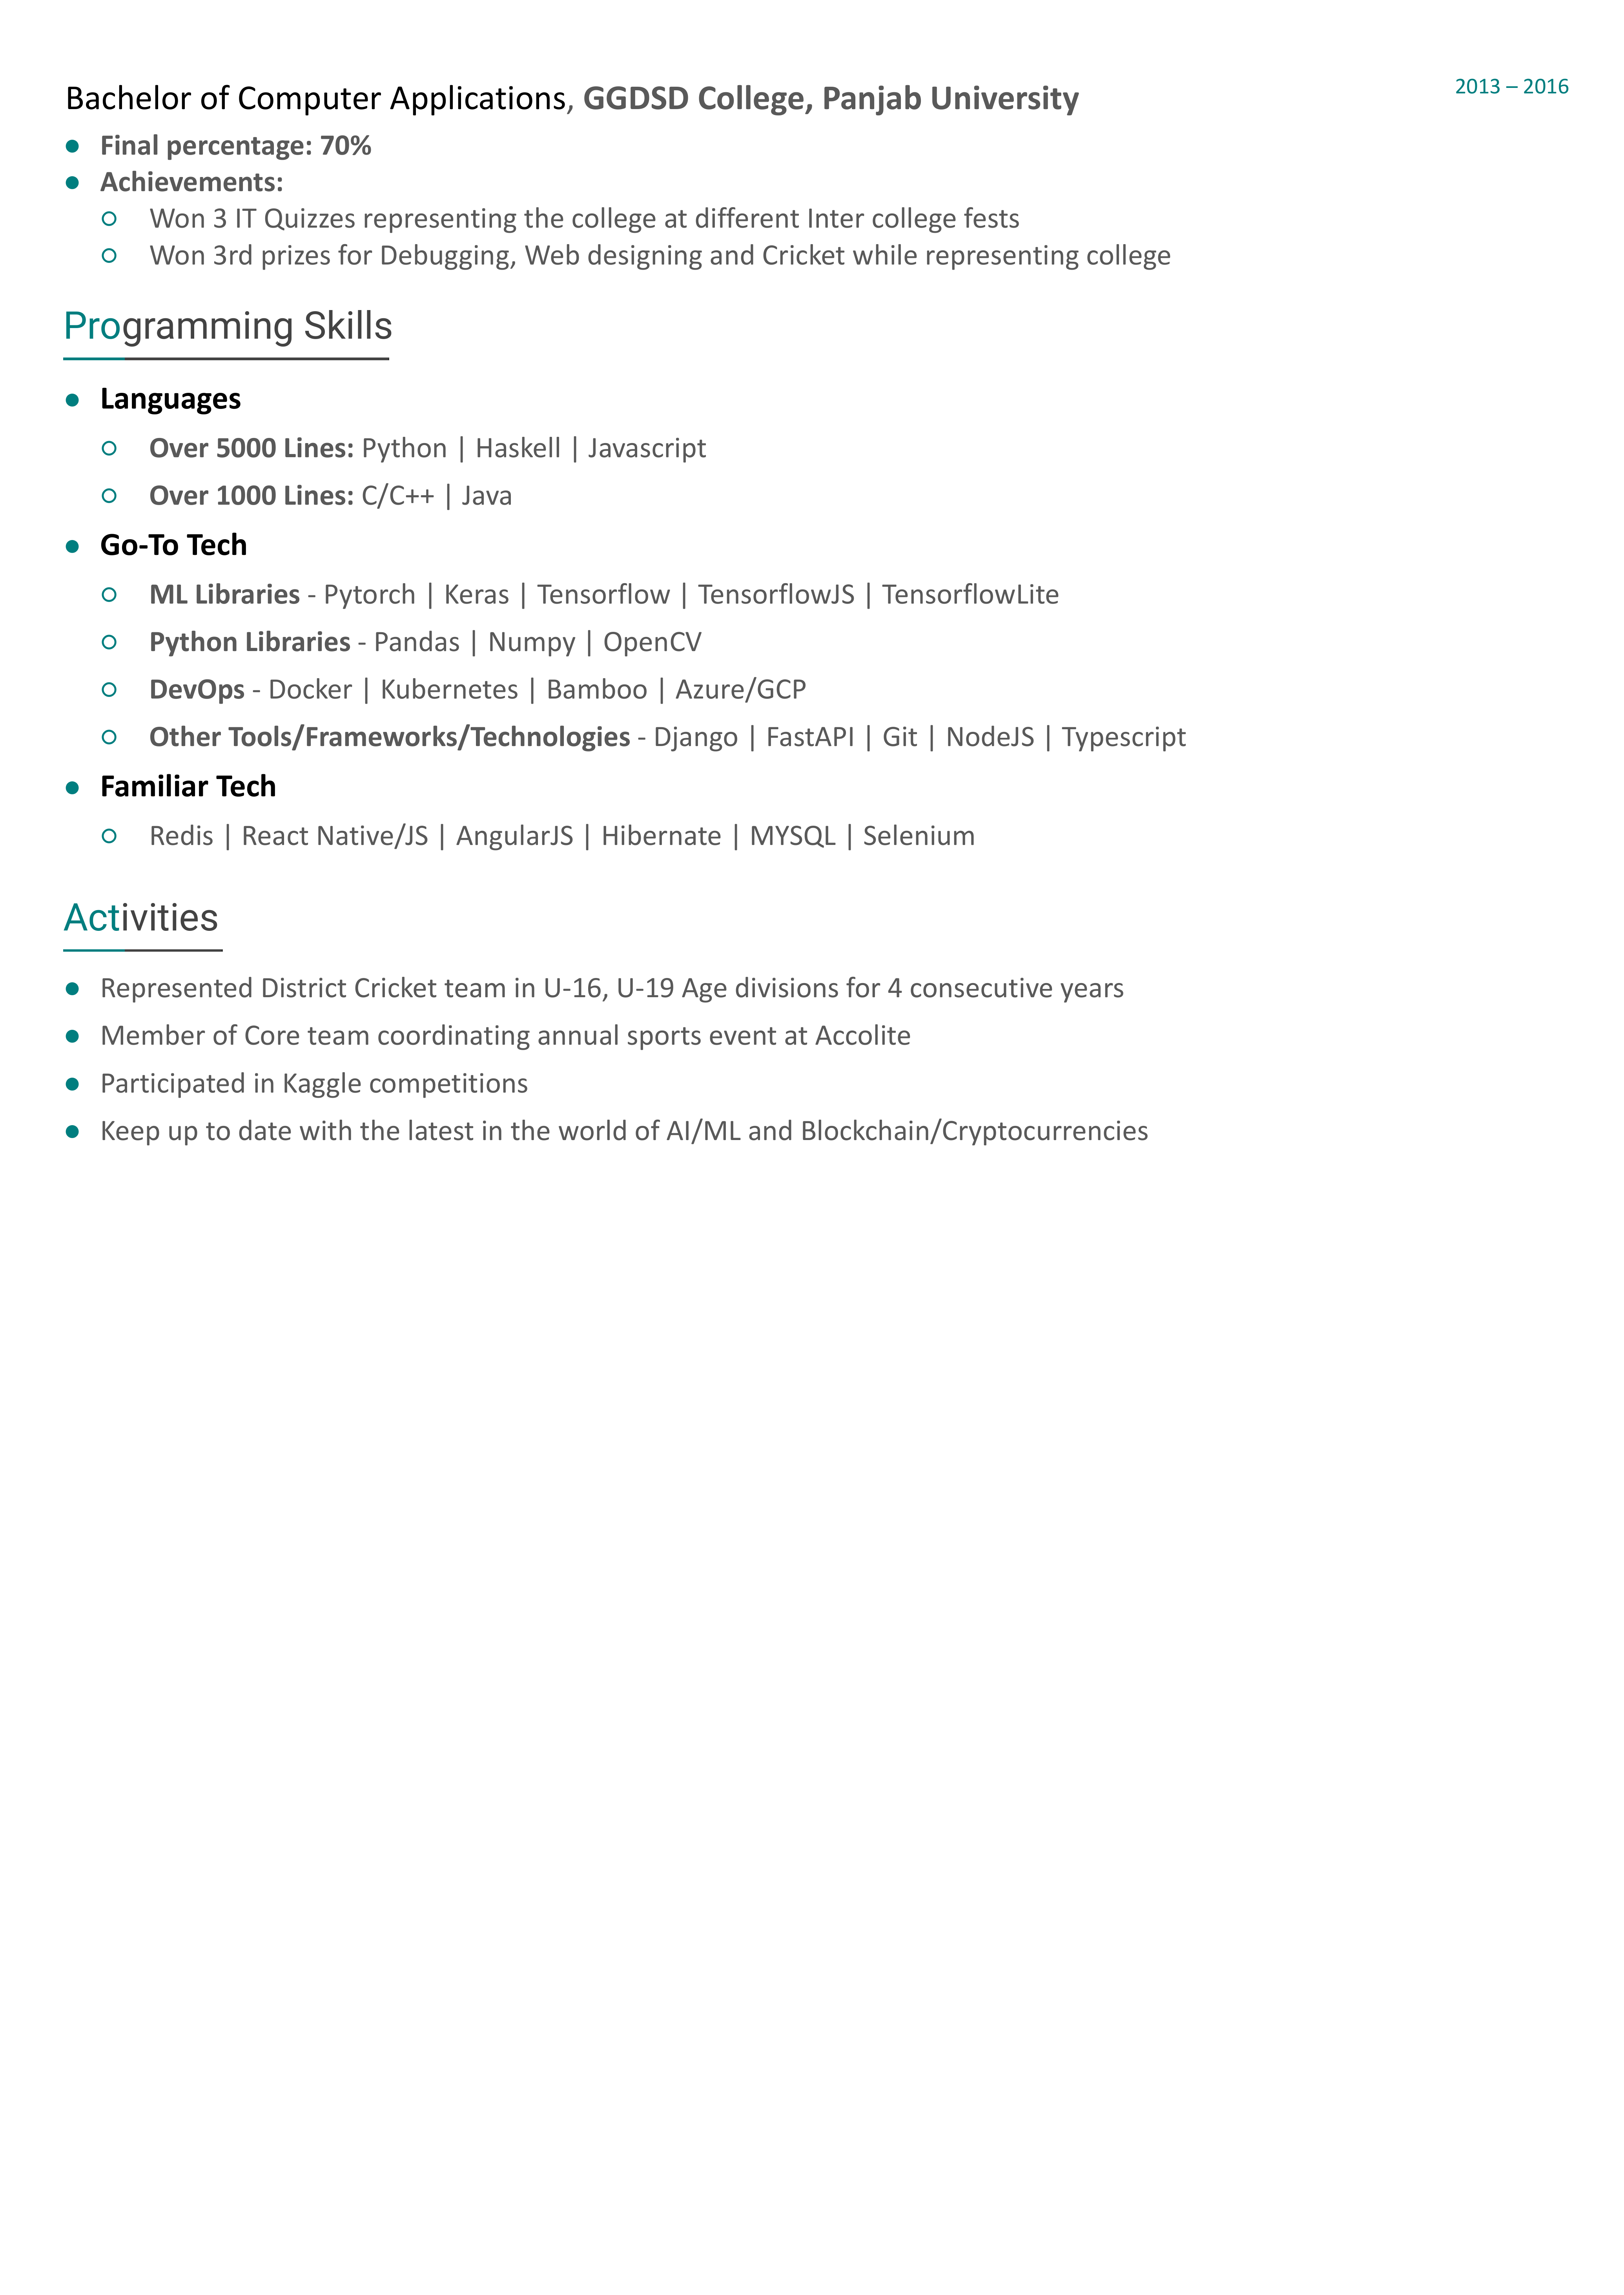 Bachelor of Computer Applications, GGDSD College, Panjab University 2013 – 2016
● Final percentage: 70%
● Achievements:
○ Won 3 IT Quizzes representing the college at different Inter college fests
○ Won 3rd prizes for Debugging, Web designing and Cricket while representing college
Programming Skills
● Languages
○ Over 5000 Lines: Python | Haskell | Javascript
○ Over 1000 Lines: C/C++ | Java
● Go-To Tech
○ ML Libraries - Pytorch | Keras | Tensorflow | TensorflowJS | TensorflowLite
○ Python Libraries - Pandas | Numpy | OpenCV
○ DevOps - Docker | Kubernetes | Bamboo | Azure/GCP
○ Other Tools/Frameworks/Technologies - Django | FastAPI | Git | NodeJS | Typescript
● Familiar Tech
○ Redis | React Native/JS | AngularJS | Hibernate | MYSQL | Selenium
Activities
● Represented District Cricket team in U-16, U-19 Age divisions for 4 consecutive years
● Member of Core team coordinating annual sports event at Accolite
● Participated in Kaggle competitions
● Keep up to date with the latest in the world of AI/ML and Blockchain/Cryptocurrencies